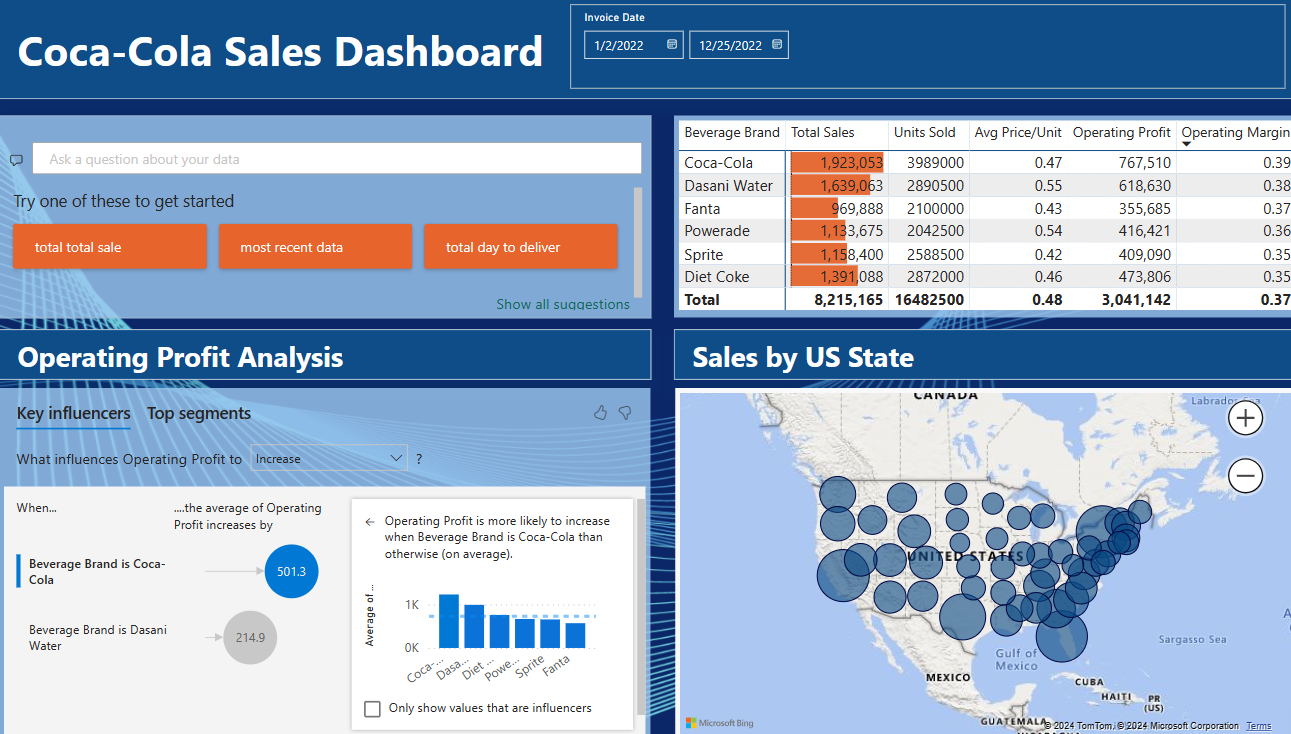 Coca-Cola Sales Dashboard
Invoice Date
1/2/2022 12/25/2022
Ask a question about your data
Try one of these to get started
total total sale
most recent data
total day to deliver
Show all suggestions
Beverage Brand Total Sales Units Sold Avg Price/Unit Operating Profit Operating Margin
Coca-Cola 1,923,053 3989000 0.47 767,510 0.39
Dasani Water 1,639,063 2890500 0.55 618,630 0.38
Fanta 969,888 2100000 0.43 355,685 0.37
Powerade 1,133,675 2042500 0.54 416,421 0.36
Sprite 1,158,400 2588500 0.42 409,090 0.35
Diet Coke 1,391,088 2872000 0.46 473,806 0.35
Total 8,215,165 16482500 0.48 3,041,142 0.37
Operating Profit Analysis
Key influencers Top segments
What influences Operating Profit to Increase ?
When...
....the average of Operating
Profit increases by
Beverage Brand is Coca-
Cola
501.3
Beverage Brand is Dasani
Water
214.9
Operating Profit is more likely to increase
when Beverage Brand is Coca-Cola than
otherwise (on average).
Average of...
1K
0K
Coca-...
Dasa...
Diet ...
Powe...
Sprite
Fanta
Only show values that are influencers
Sales by US State
CANADA
Labrador
UNITED STATES
Gulf of
Mexico
Sargasso Sea
MEXICO
CUBA
HAITI
PR
(US)
GUATEMALA
Microsoft Bing
© 2024 TomTom, © 2024 Microsoft Corporation Terms